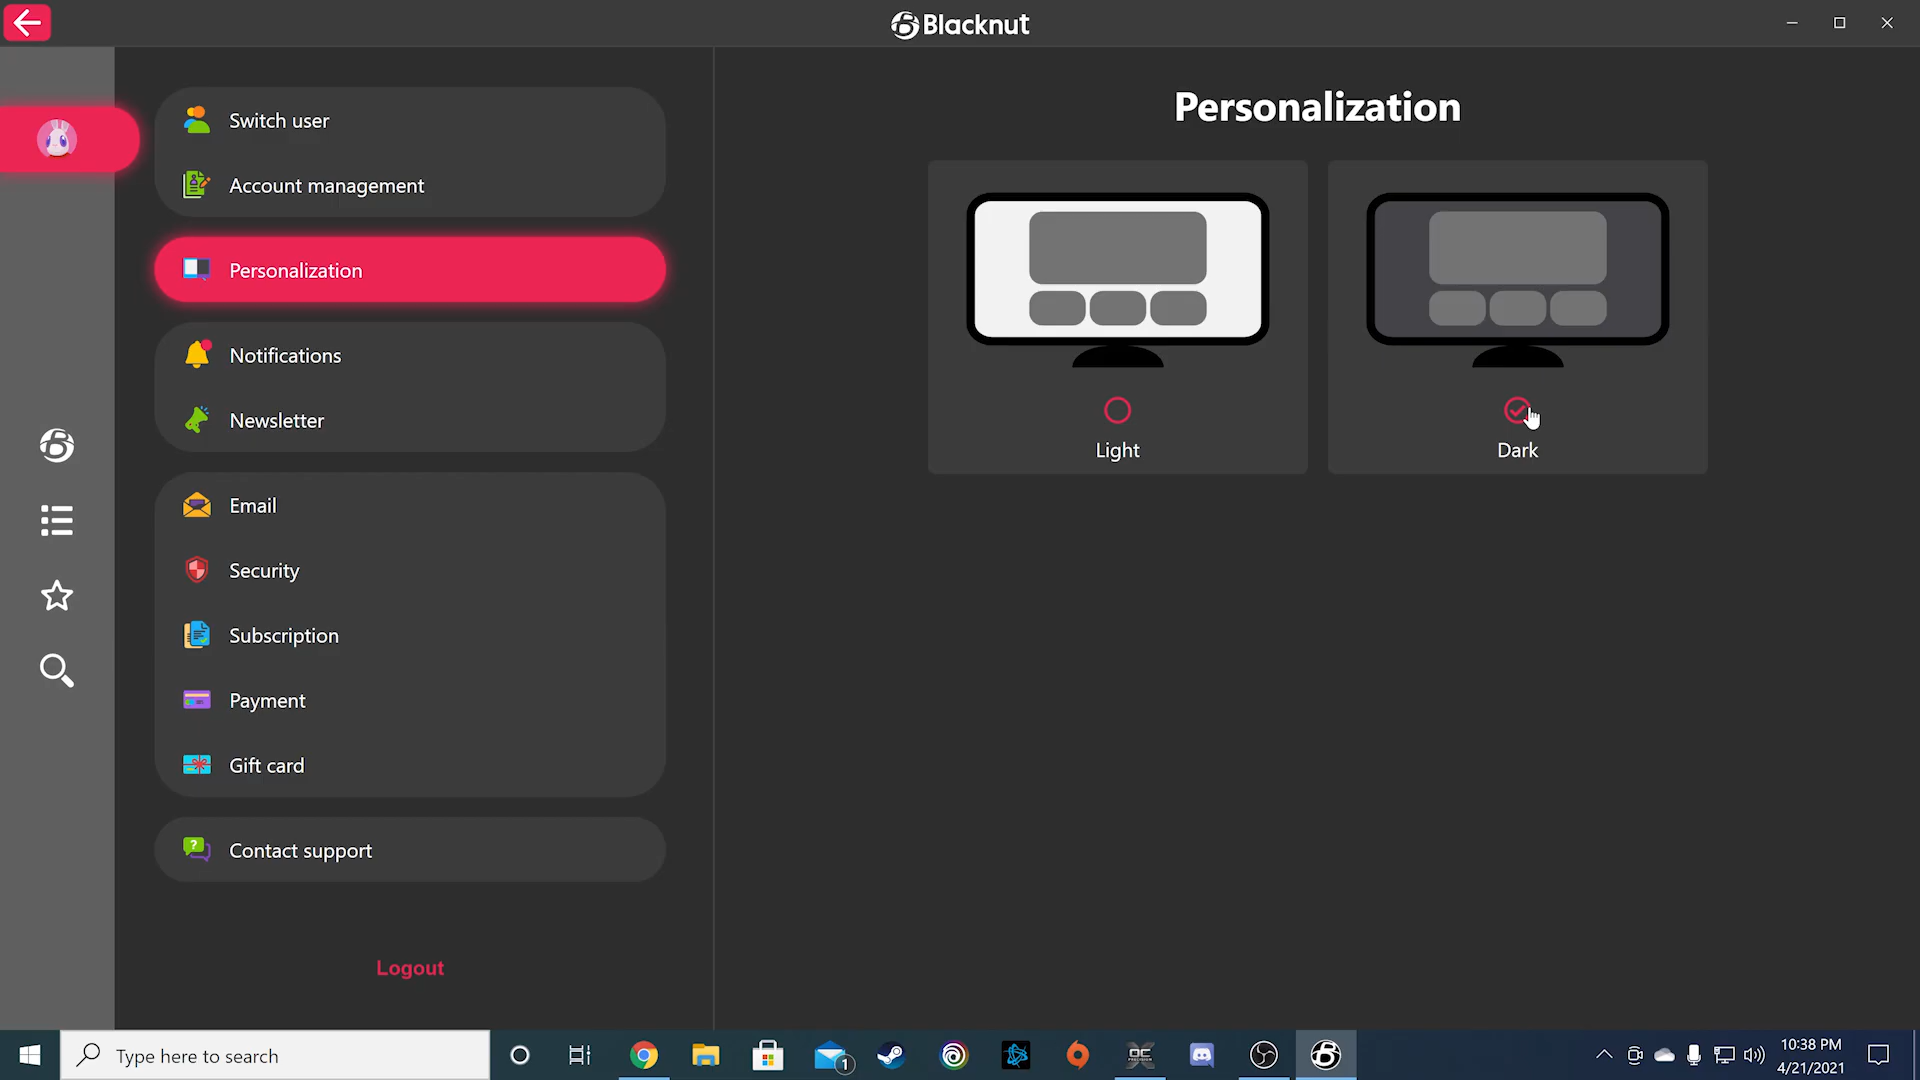 Blacknut
Switch user
Account management
Personalization
Notifications
Newsletter
Email
Security
Subscription
Payment
Gift card
Contact support
Logout
Personalization
Light
Dark
Type here to search
1
10:38 PM
4/21/2021